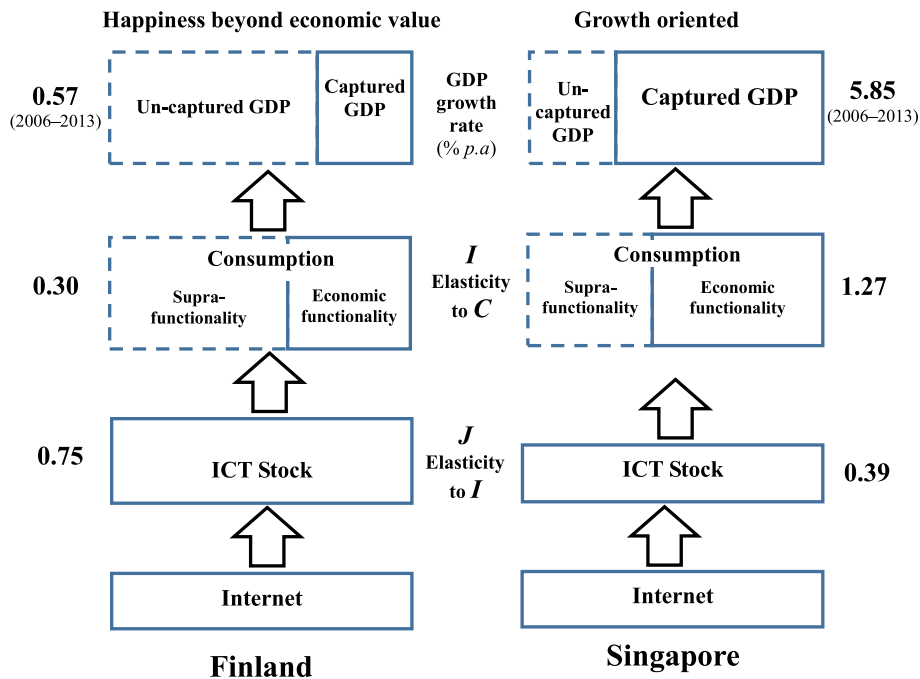 Happiness beyond economic value
Growth oriented
0.57
(2006–2013)
Un-captured GDP
Captured
GDP
GDP
growth
rate
(% p.a)
Un-
captured
GDP
Captured GDP
5.85
(2006–2013)
0.30
Consumption
Supra-
functionality
Economic
functionality
I
Elasticity
to C
Consumption
Supra-
functionality
Economic
functionality
1.27
0.75
ICT Stock
J
Elasticity
to I
ICT Stock
0.39
Internet
Internet
Finland
Singapore